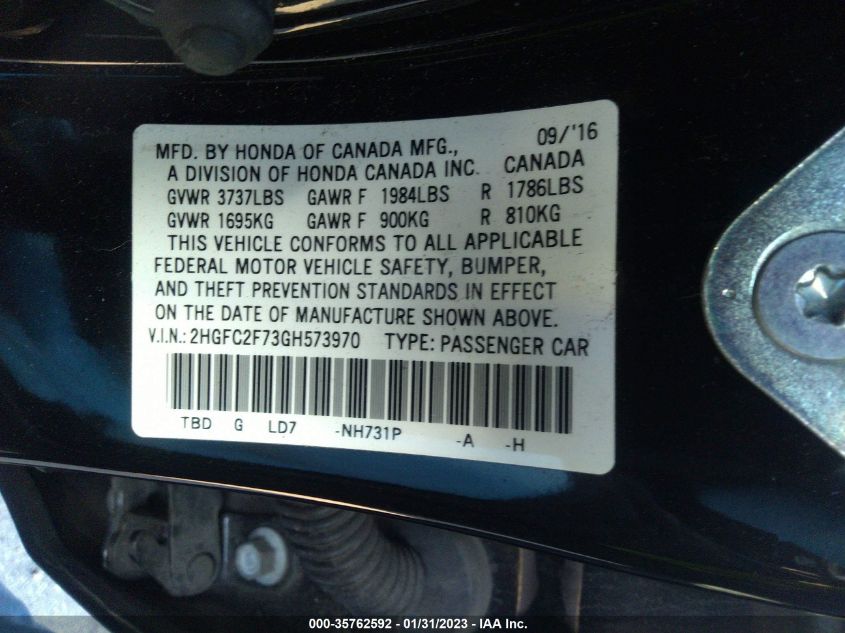 09/'16
MFD. BY HONDA OF CANADA MFG.,
A DIVISION OF HONDA CANADA INC. CANADA
GVWR 3737LBS GAWR F 1984LBS R 1786LBS
GVWR 1695KG GAWR F 900KG R 810KG
THIS VEHICLE CONFORMS TO ALL APPLICABLE
FEDERAL MOTOR VEHICLE SAFETY, BUMPER,
AND THEFT PREVENTION STANDARDS IN EFFECT
ON THE DATE OF MANUFACTURE SHOWN ABOVE.
V.I.N.: 2HGFC2F73GH573970 TYPE: PASSENGER CAR
TBD G LD7 -NH731P -A -H
000-35762592 - 01/31/2023 - IAA Inc.